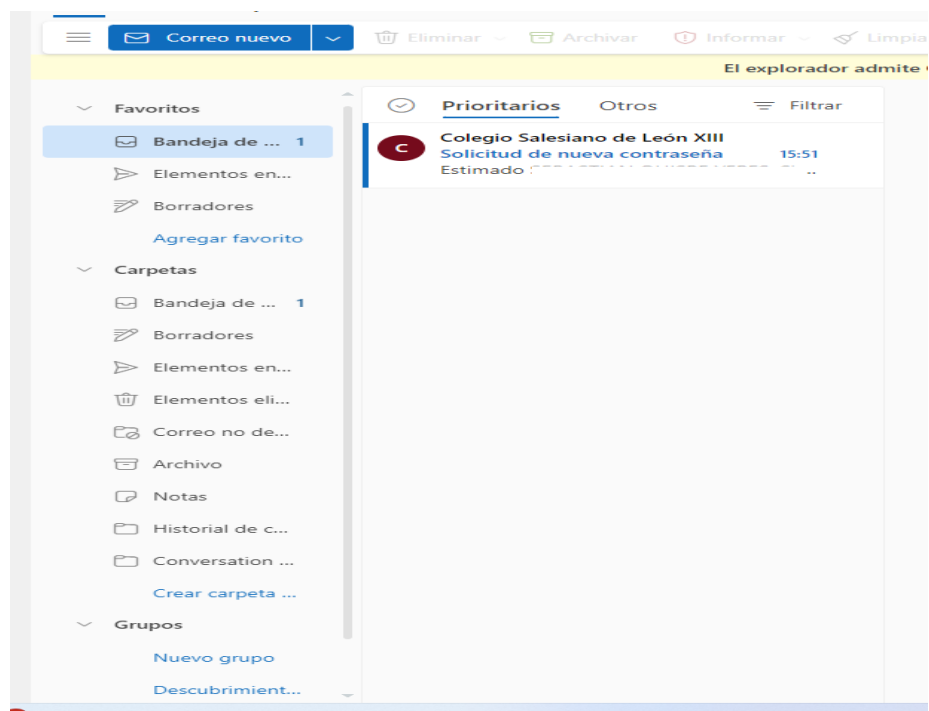 Correo nuevo Eliminar Archivar Informar Limpia
El explorador admite
Favoritos
Bandeja de ... 1
Elementos en...
Borradores
Agregar favorito
Carpetas
Bandeja de ... 1
Borradores
Elementos en...
Elementos eli...
Correo no de...
Archivo
Notas
Historial de c...
Conversation ...
Crear carpeta ...
Grupos
Nuevo grupo
Descubrimient...
Prioritarios Otros Filtrar
C
Colegio Salesiano de León XIII
Solicitud de nueva contraseña 15:51
Estimado ..